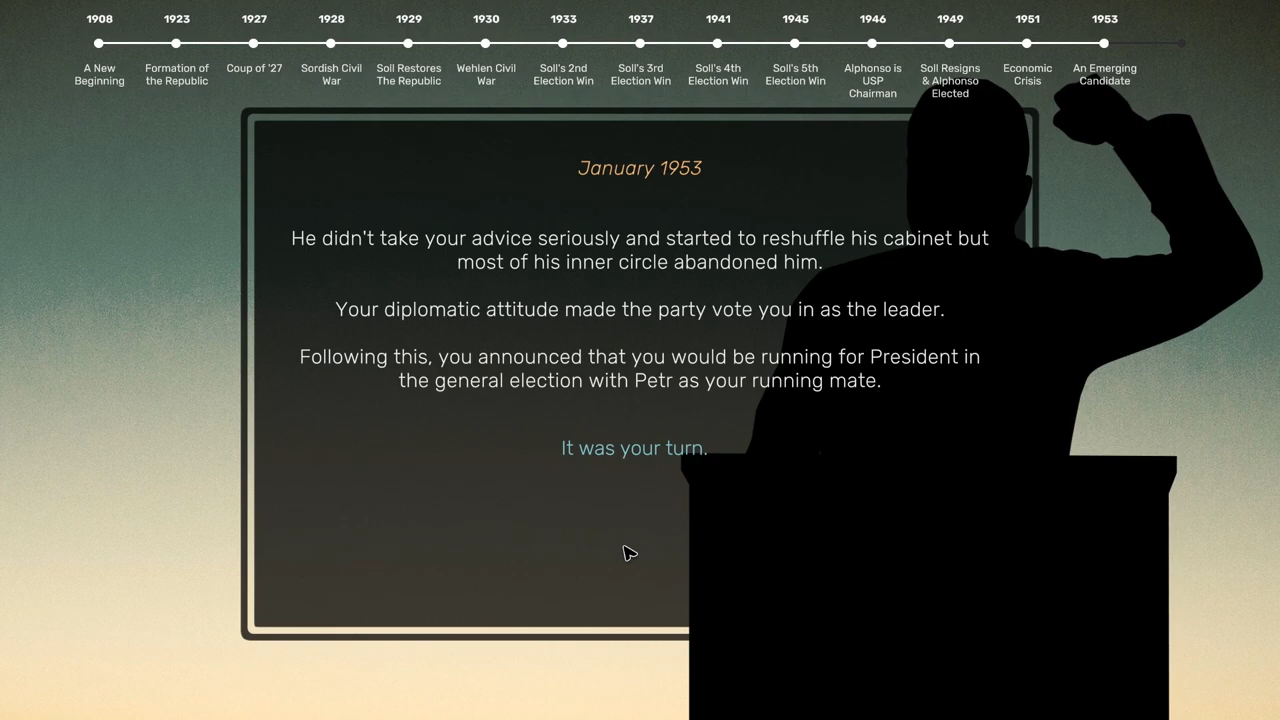 1908 1923 1927 1928 1929 1930 1933 1937 1941 1945 1946 1949 1951 1953
A New Beginning
Formation of the Republic
Coup of '27
Sordish Civil War
Soll Restores The Republic
Wehlen Civil War
Soll's 2nd Election Win
Soll's 3rd Election Win
Soll's 4th Election Win
Soll's 5th Election Win
Alphonso is USP Chairman
Soll Resigns & Alphonso Elected
Economic Crisis
An Emerging Candidate
January 1953
He didn't take your advice seriously and started to reshuffle his cabinet but
most of his inner circle abandoned him.
Your diplomatic attitude made the party vote you in as the leader.
Following this, you announced that you would be running for President in
the general election with Petr as your running mate.
It was your turn.